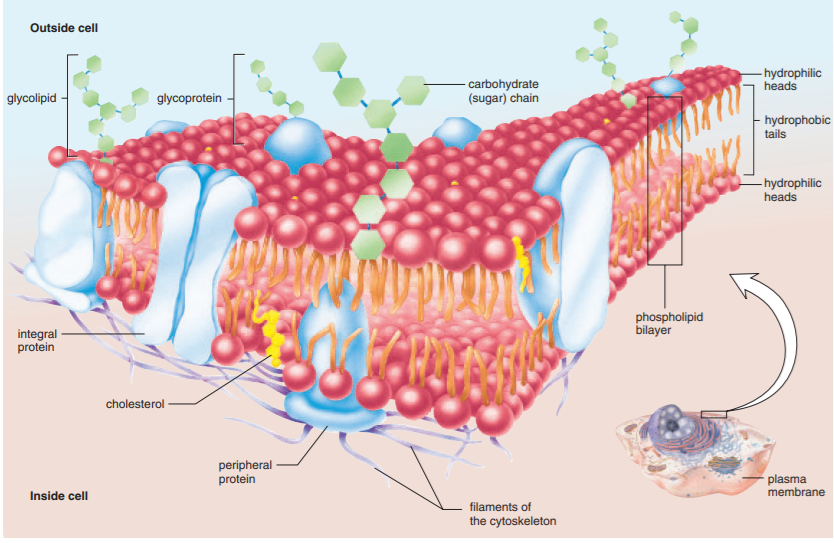 Outside cell
glycolipid
glycoprotein
carbohydrate
(sugar) chain
hydrophilic
heads
hydrophobic
tails
hydrophilic
heads
phospholipid
bilayer
integral
protein
cholesterol
peripheral
protein
filaments of
the cytoskeleton
plasma
membrane
Inside cell